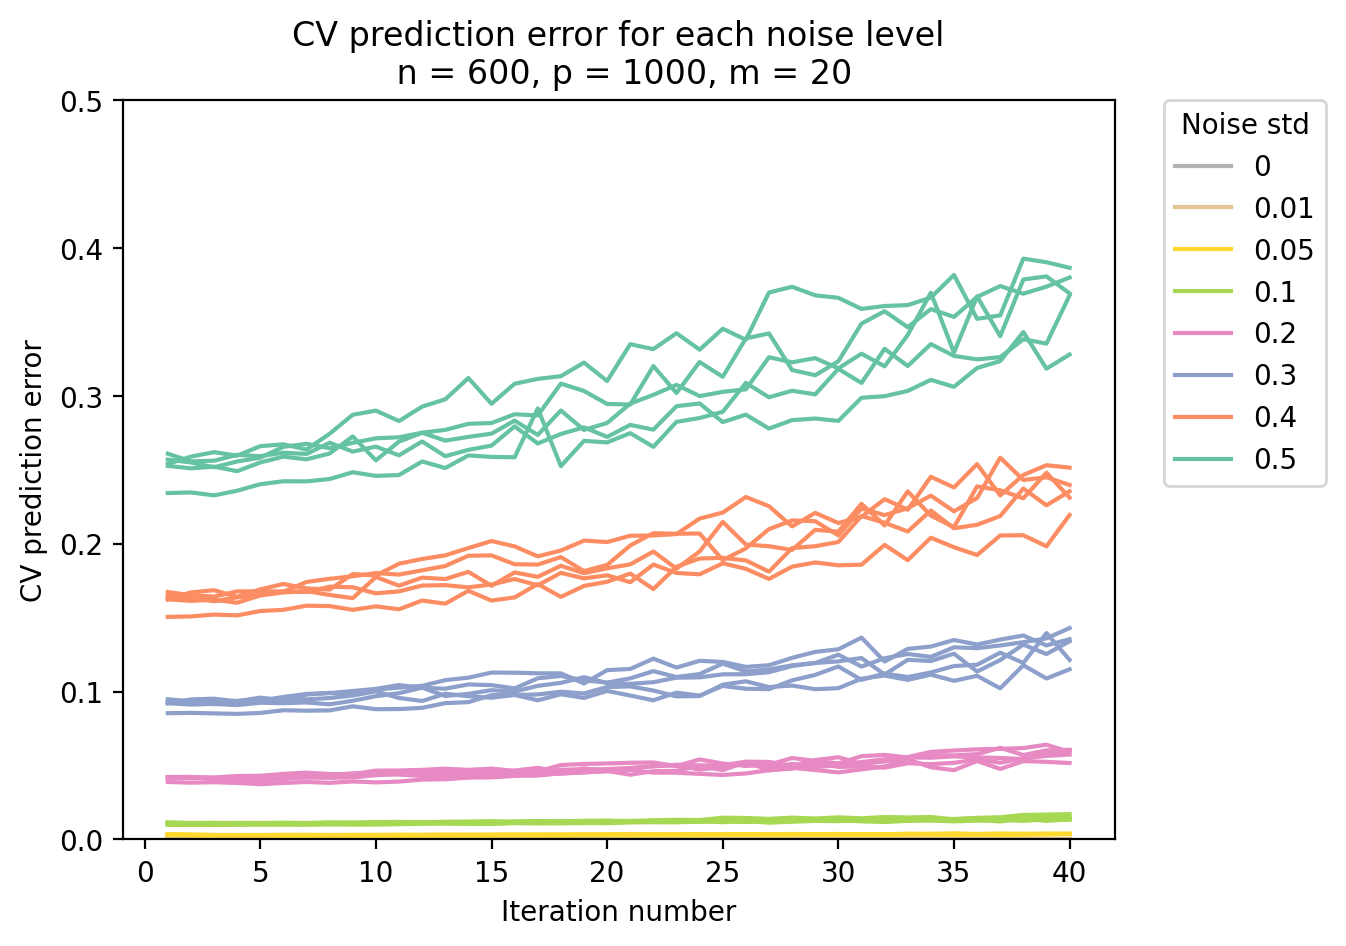 CV prediction error for each noise level
n = 600, p = 1000, m = 20
CV prediction error
0.5
0.4
0.3
0.2
0.1
0.0
0 5 10 15 20 25 30 35 40
Iteration number
Noise std
0
0.01
0.05
0.1
0.2
0.3
0.4
0.5